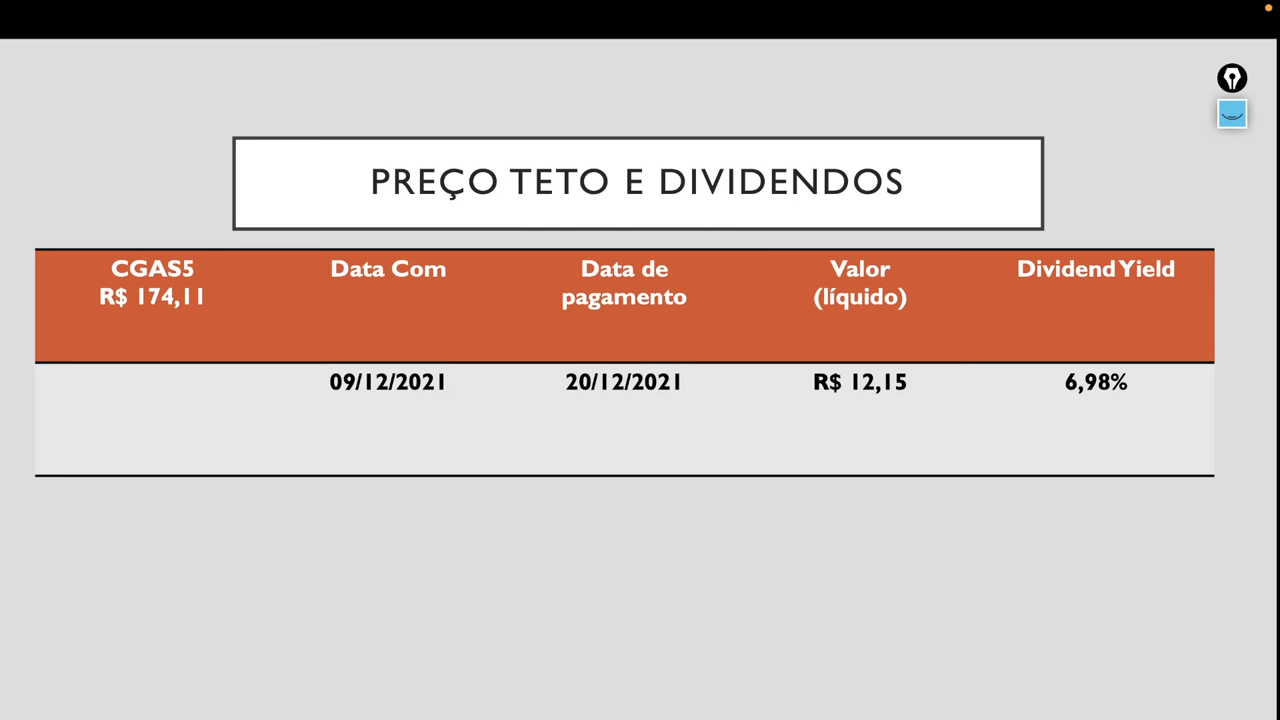 PREÇO TETO E DIVIDENDOS
CGAS5 Data Com Data de Valor Dividend Yield
R$ 174,11 pagamento (líquido)
09/12/2021 20/12/2021 R$ 12,15 6,98%